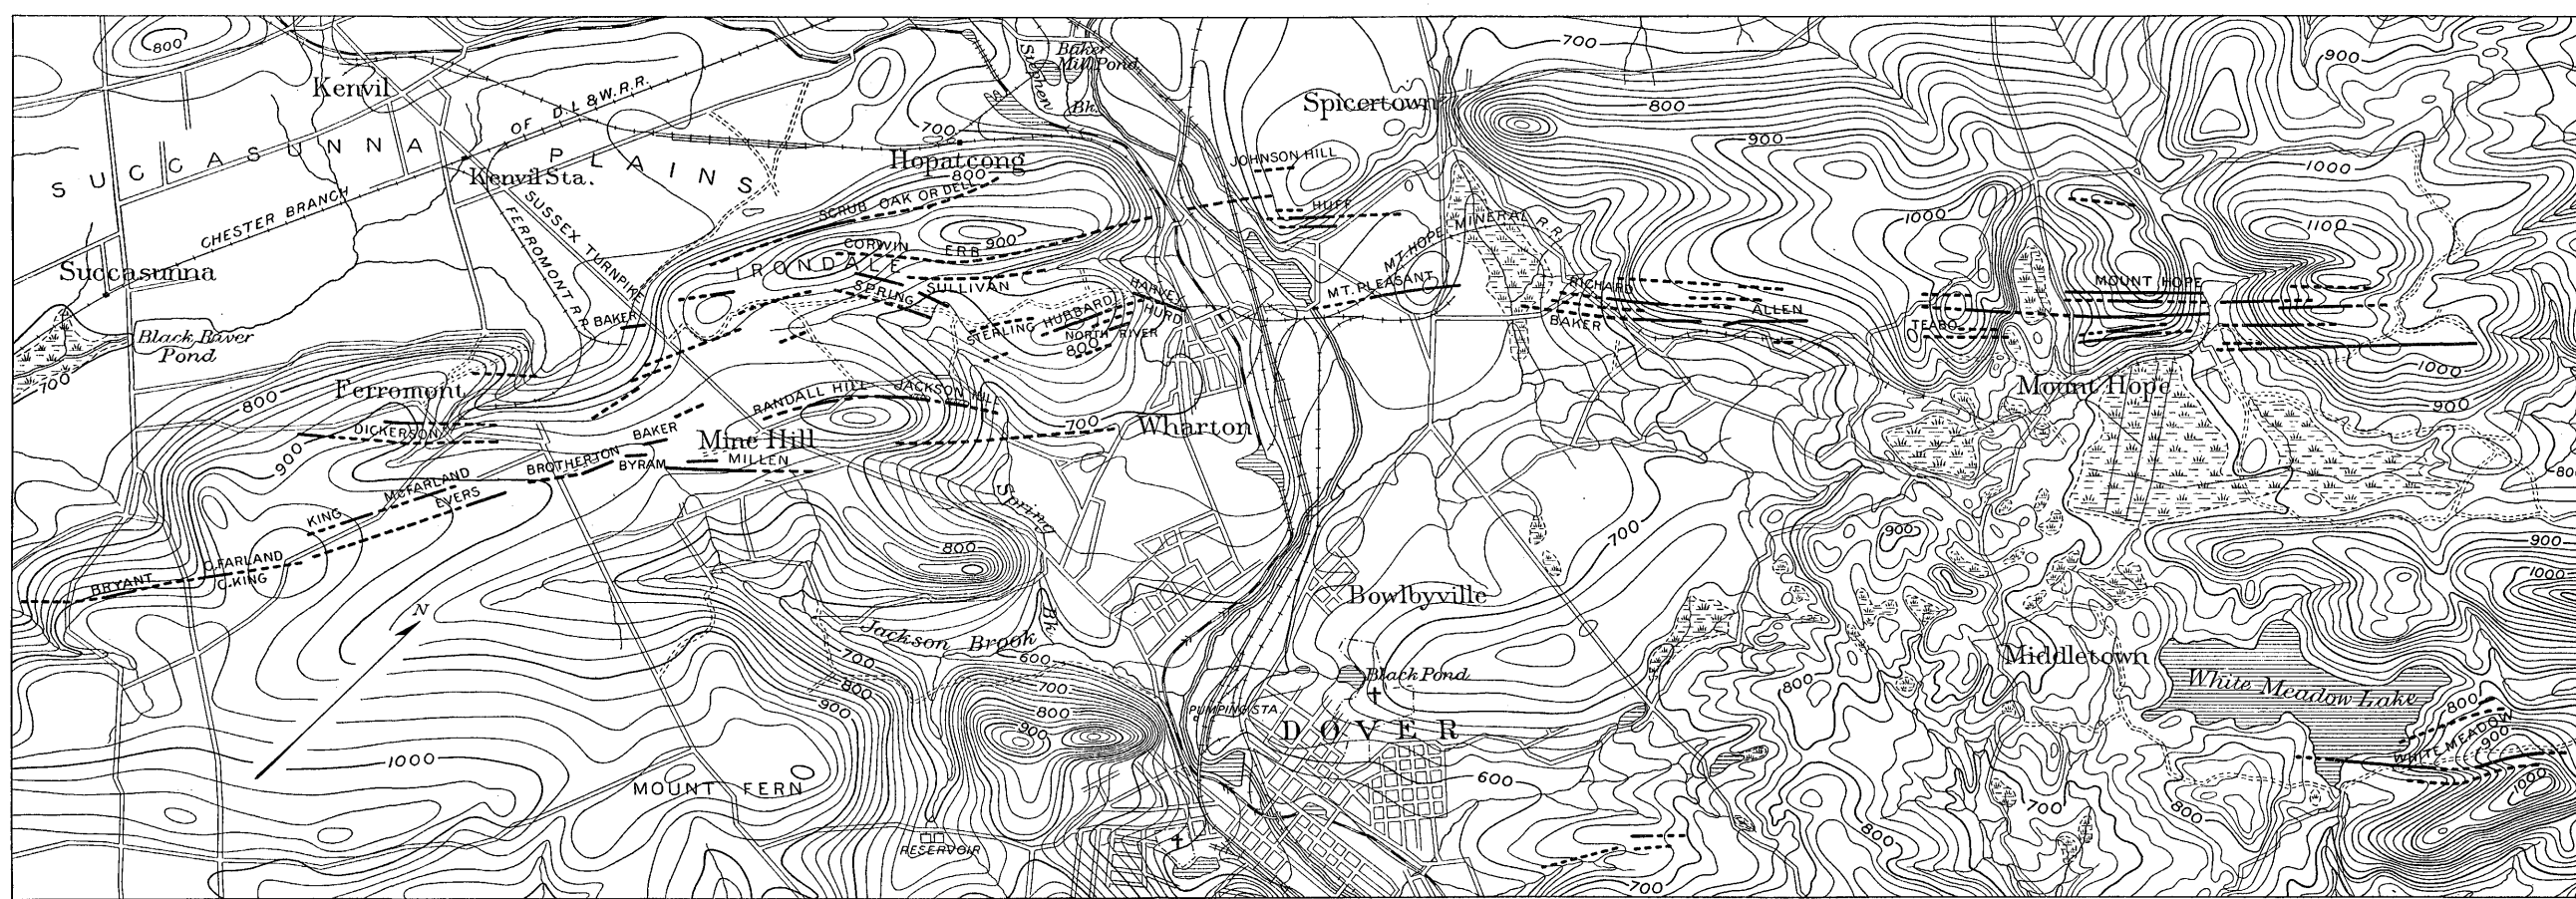 800
Kenvil
SUCCASUNNA PLAINS
OF D.L. & W.R.R.
CHESTER BRANCH
Kenvil Sta.
SUSSEX TURNPIKE
FERROMONT R.R.
Succasunna
Black River
Pond
700
Baker
Mill Pond
Stephen
Bk.
700
Hopatcong
800
SCRUB OAK OR DELL
CORWIN
ERR
900
IRONDALE
SPRING
SULLIVAN
STERLING
HUBBARD
HARVEY
HURD
NORTH RIVER
800
BAKER
Spicertown
JOHNSON HILL
HUFF
MT. HOPE MINERAL R.R.
MT. PLEASANT
RICHARD
BAKER
ALLEN
700
800
900
900
1000
1000
1100
MOUNT HOPE
TEABO
Mount Hope
1000
900
800
Ferromont
800
DICKERSON
900
RANDALL HILL
JACKSON HILL
Mine Hill
MILLEN
BAKER
BYRAM
BROTHERTON
MCFARLAND
EVERS
KING
C. FARLAND
C. KING
BRYANT
N
700
Wharton
Spring
Bk.
800
Jackson Brook
600
700
800
900
700
800
900
1000
MOUNT FERN
RESERVOIR
PUMPING STA.
Bowlbyville
Black Pond
DOVER
700
600
700
900
Middletown
800
White Meadow Lake
800
WHITE MEADOW
900
1000
900
1000
700
800
800